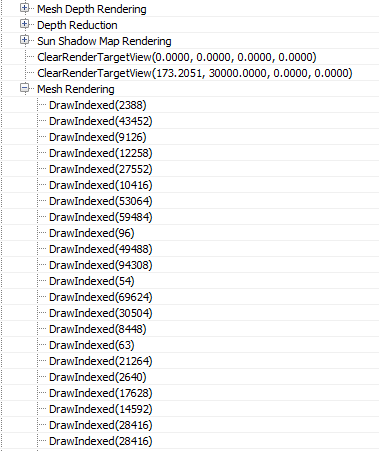 Mesh Depth Rendering
Depth Reduction
Sun Shadow Map Rendering
ClearRenderTargetView(0.0000, 0.0000, 0.0000, 0.0000)
ClearRenderTargetView(173.2051, 30000.0000, 0.0000, 0.0000)
Mesh Rendering
DrawIndexed(2388)
DrawIndexed(43452)
DrawIndexed(9126)
DrawIndexed(12258)
DrawIndexed(27552)
DrawIndexed(10416)
DrawIndexed(53064)
DrawIndexed(59484)
DrawIndexed(96)
DrawIndexed(49488)
DrawIndexed(94308)
DrawIndexed(54)
DrawIndexed(69624)
DrawIndexed(30504)
DrawIndexed(8448)
DrawIndexed(63)
DrawIndexed(21264)
DrawIndexed(2640)
DrawIndexed(17628)
DrawIndexed(14592)
DrawIndexed(28416)
DrawIndexed(28416)